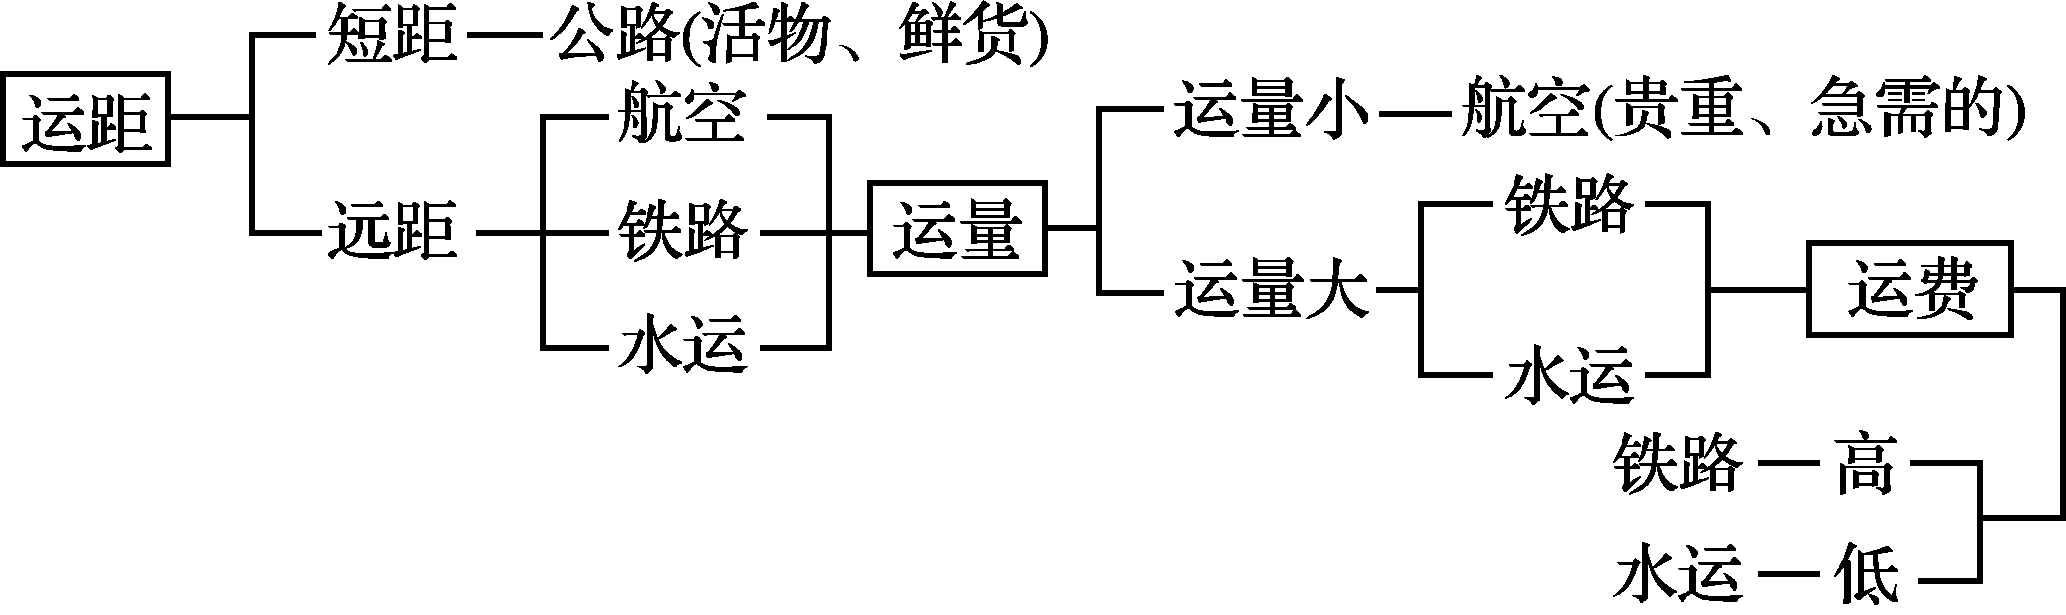 运距
短距
公路(活物、鲜货)
远距
航空
铁路
水运
运量
运量小
航空(贵重、急需的)
运量大
铁路
水运
运费
铁路
高
水运
低